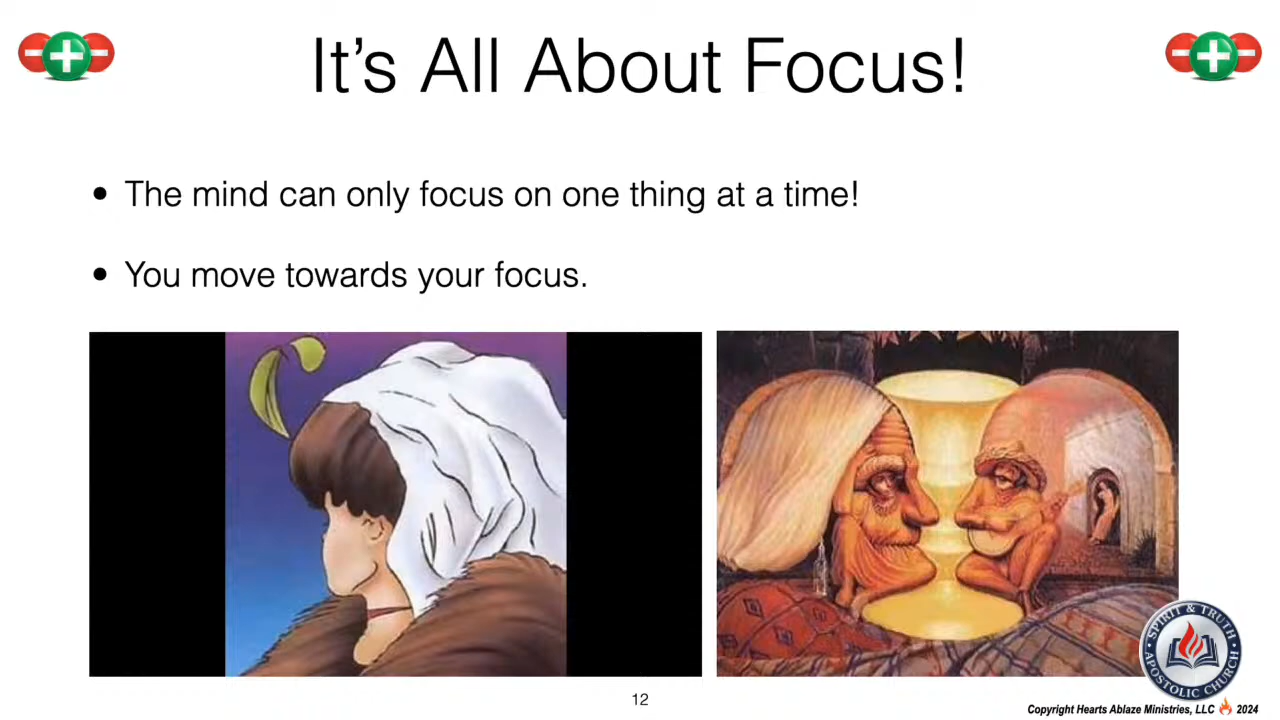 It's All About Focus!
• The mind can only focus on one thing at a time!
• You move towards your focus.
SPIRIT & TRUTH
APOSTOLIC CHURCH
12
Copyright Hearts Ablaze Ministries, LLC 🔥 2024